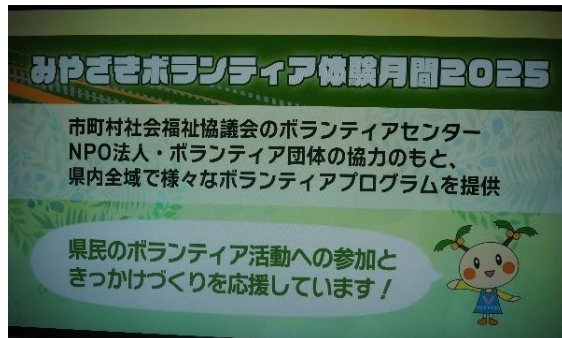 みやざきボランティア体験月間2025
市町村社会福祉協議会のボランティアセンター
NPO法人・ボランティア団体の協力のもと、
県内全域で様々なボランティアプログラムを提供
県民のボランティア活動への参加と
きっかけづくりを応援しています！